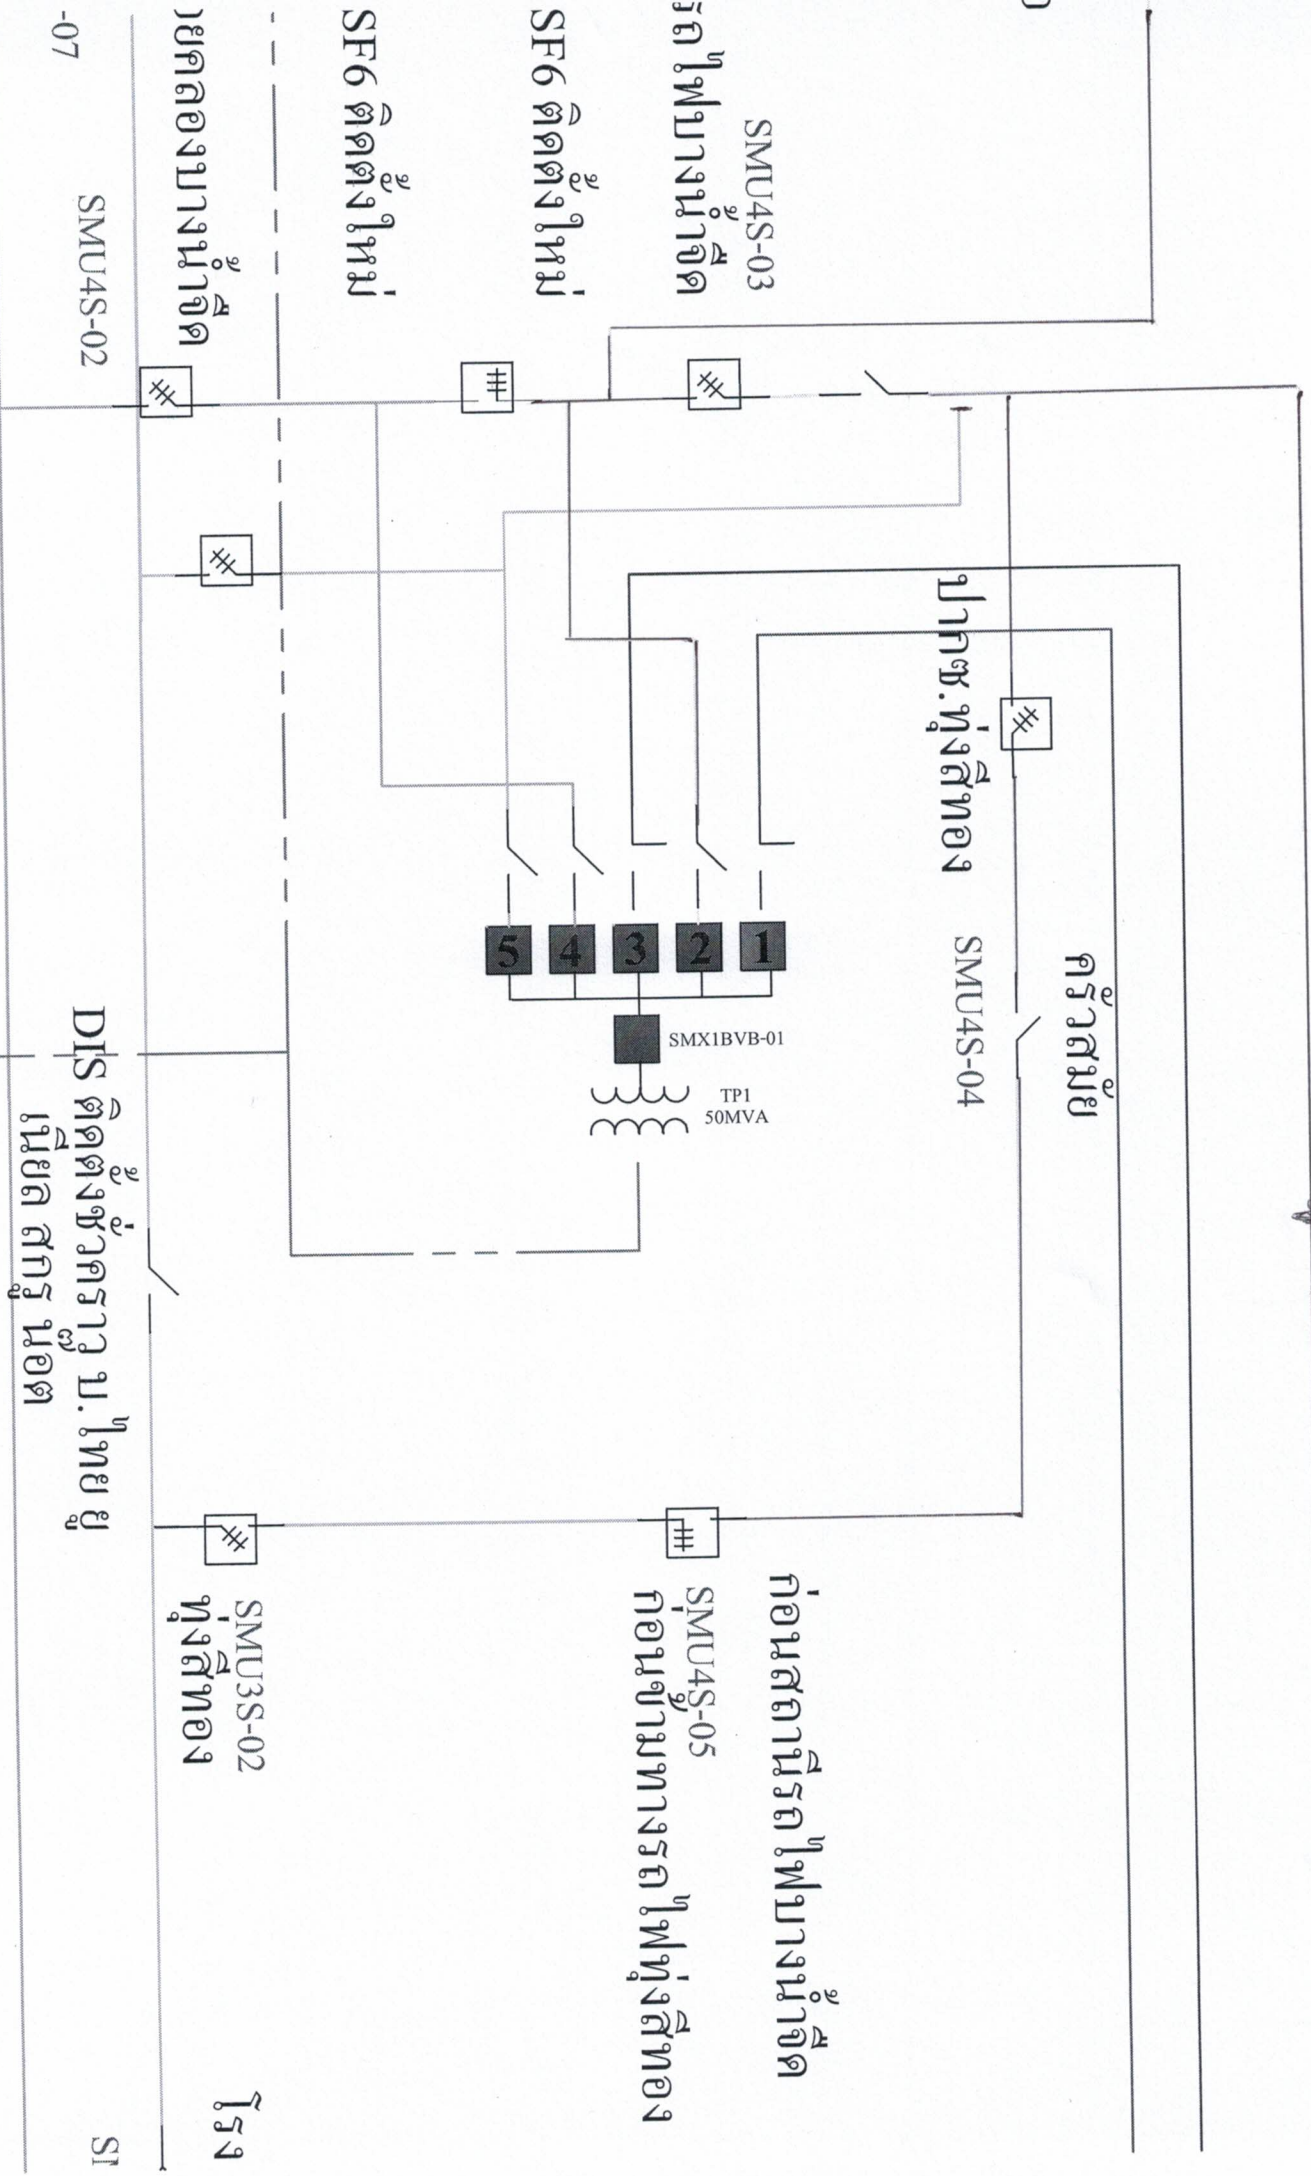 ครัวสมัย
ปากซ.ทุ่งสีทอง
SMU4S-04
SMU4S-03
รถไฟบางน้ำจืด
ก่อนสถานีรถไฟบางน้ำจืด
1
2
3
4
5
SMX1BVB-01
TP1
50MVA
SMU4S-05
ก่อนข้ามทางรถไฟทุ่งสีทอง
SF6 ติดตั้งใหม่
SF6 ติดตั้งใหม่
SMU3S-02
ทุ่งสีทอง
โรง
ยคลองบางน้ำจืด
SMU4S-02
-07
DIS ติดตั้งชั่วคราว บ.ไทย ยู
เนียล สกรู นอต